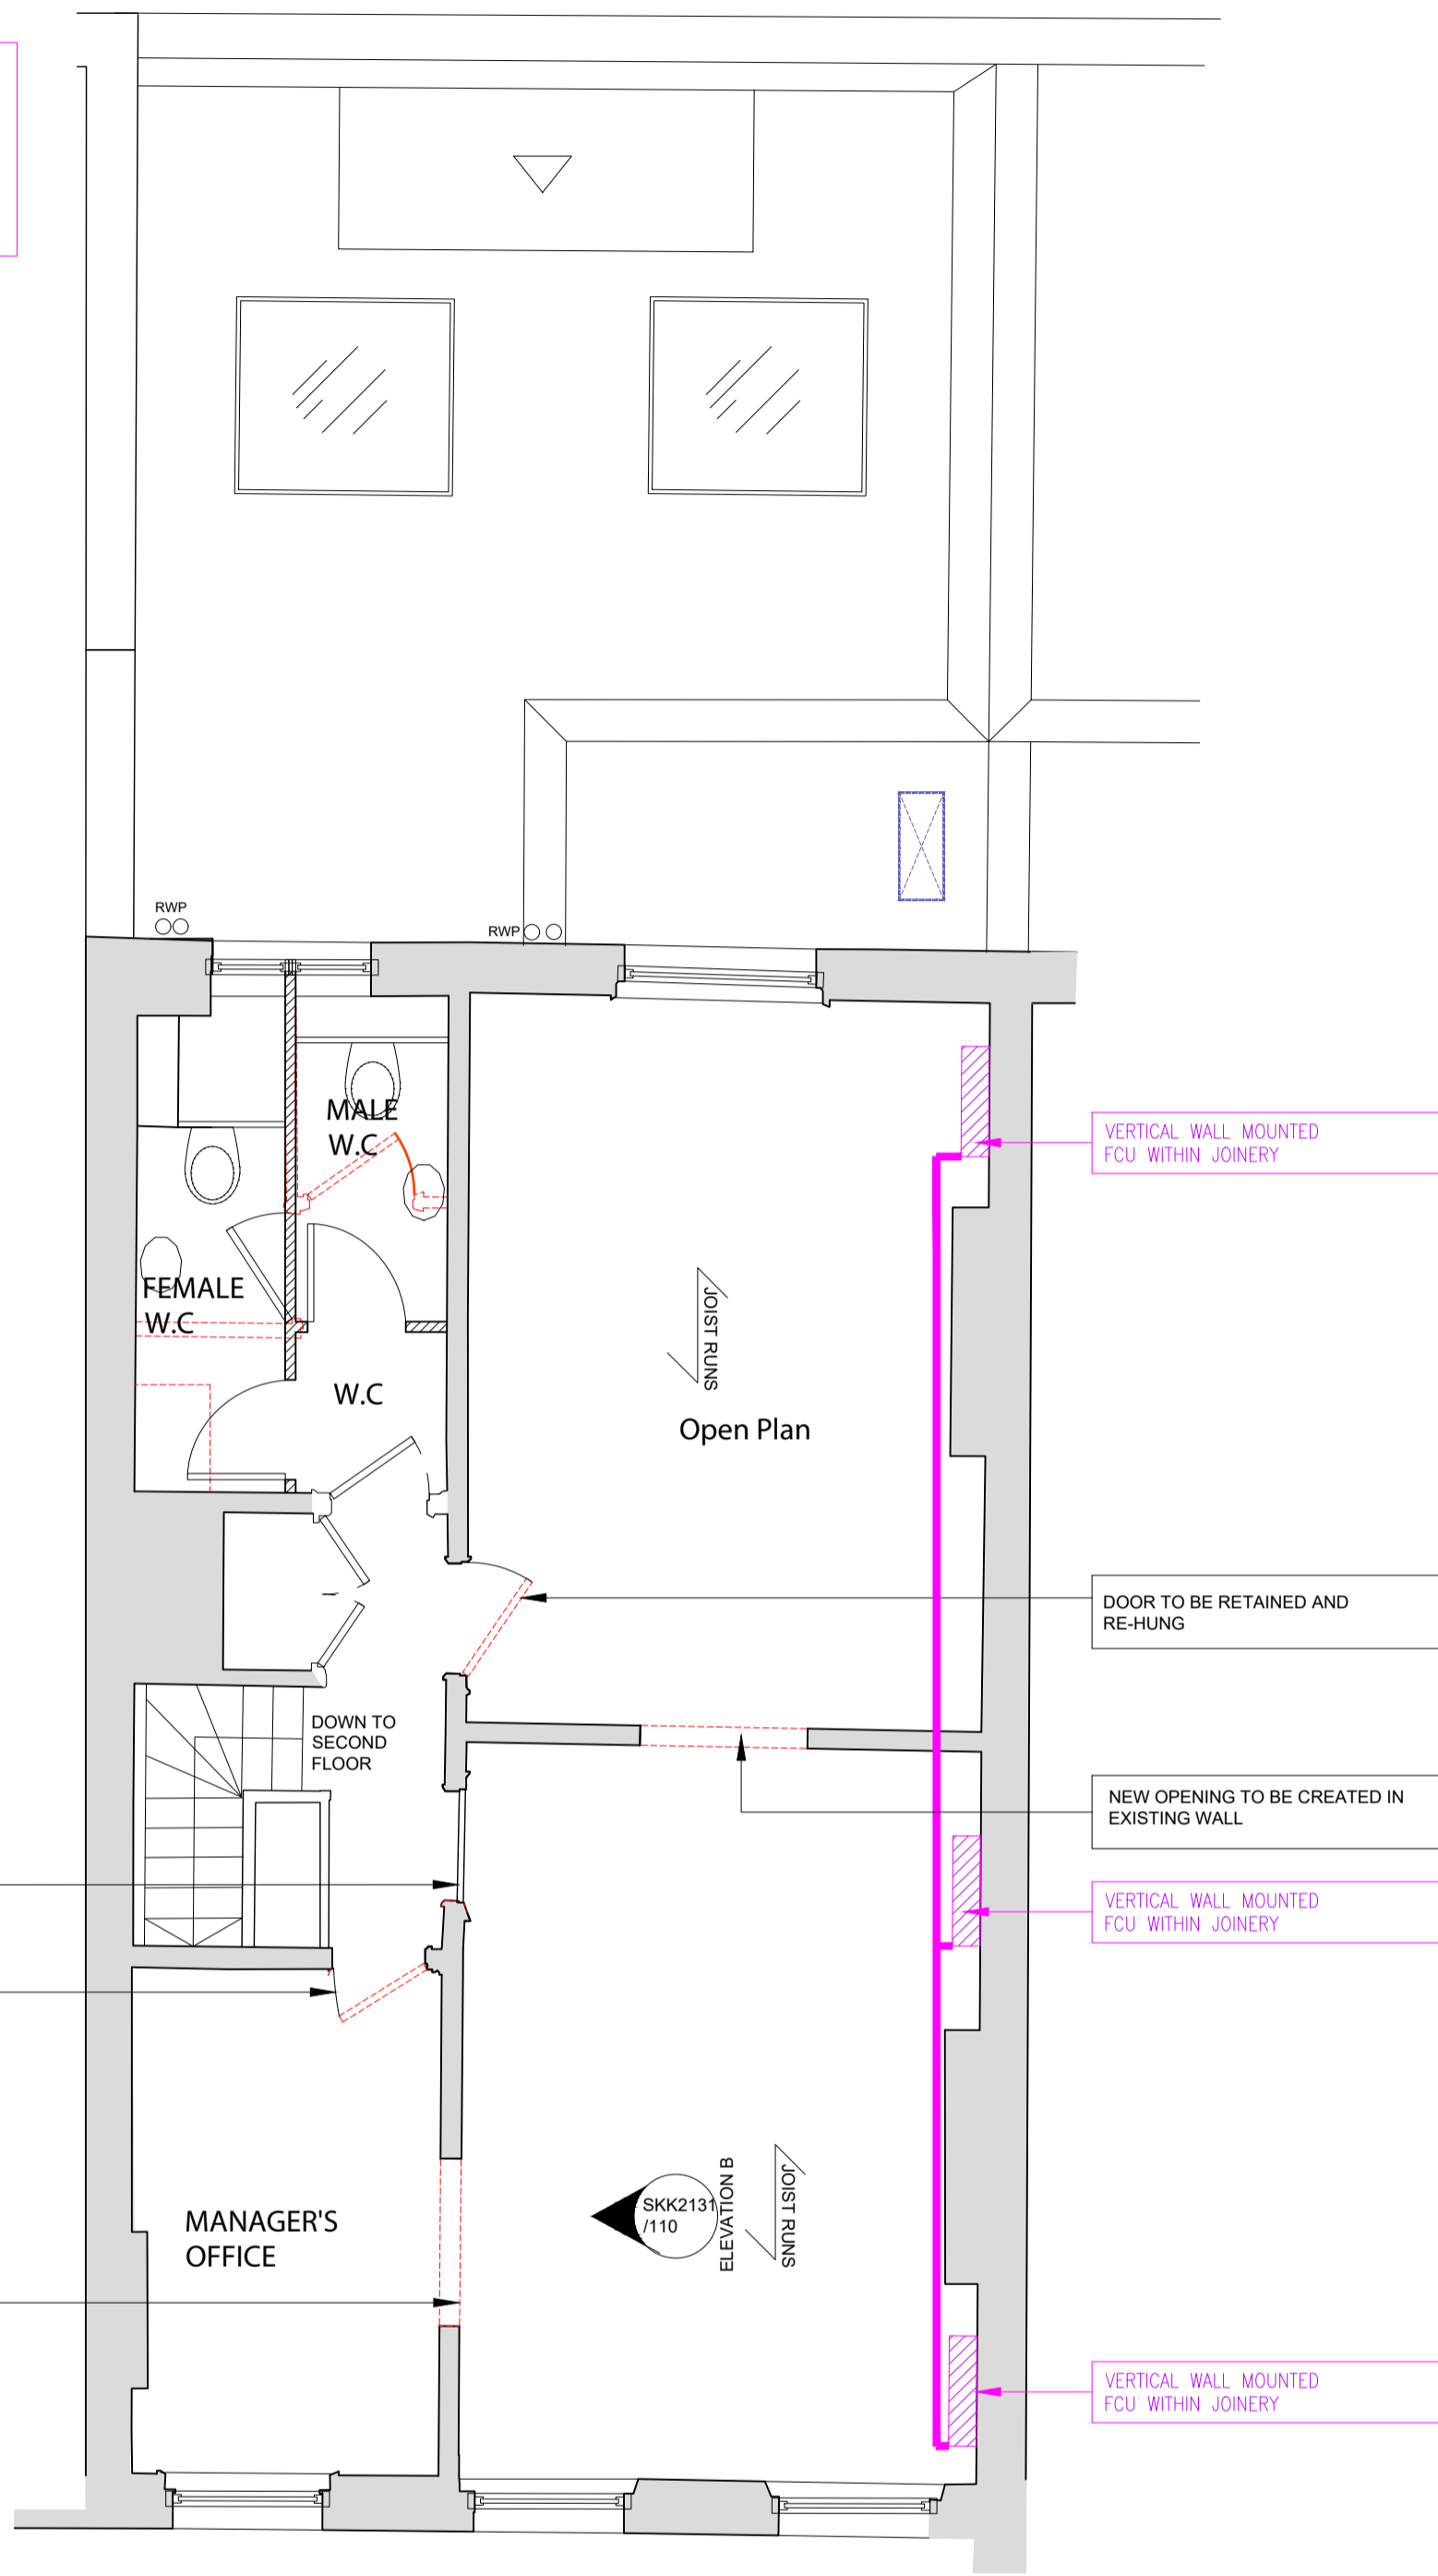 RWP
RWP
MALE
W.C
VERTICAL WALL MOUNTED
FCU WITHIN JOINERY
FEMALE
W.C
JOIST RUNS
W.C
Open Plan
DOOR TO BE RETAINED AND
RE-HUNG
DOWN TO
SECOND
FLOOR
NEW OPENING TO BE CREATED IN
EXISTING WALL
VERTICAL WALL MOUNTED
FCU WITHIN JOINERY
MANAGER'S
OFFICE
SKK2131
/110
ELEVATION B
JOIST RUNS
VERTICAL WALL MOUNTED
FCU WITHIN JOINERY